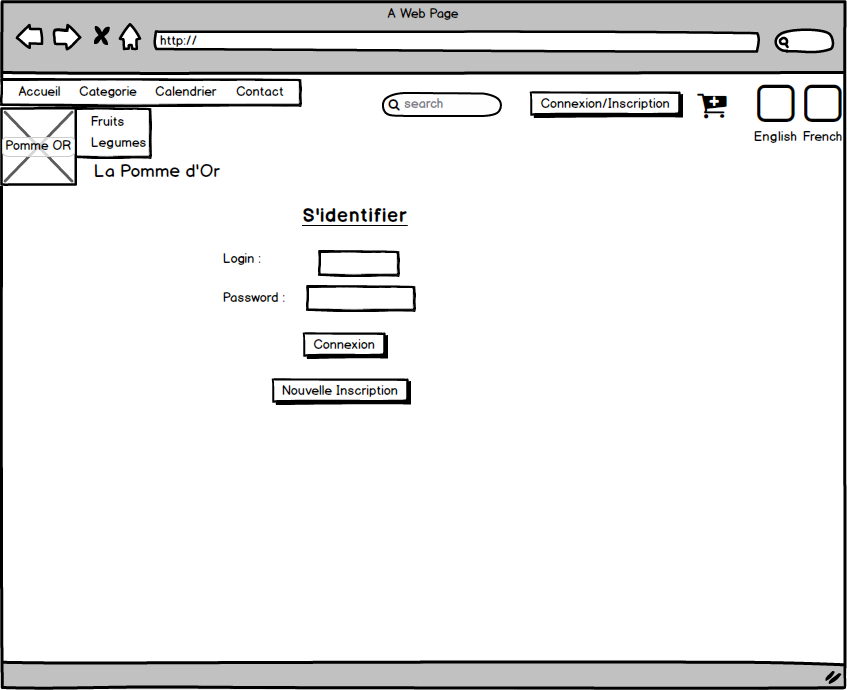 A Web Page
http://
Accueil Categorie Calendrier Contact
search
Connexion/Inscription
English French
Fruits
Legumes
Pomme OR
La Pomme d'Or
S'identifier
Login :
Password :
Connexion
Nouvelle Inscription